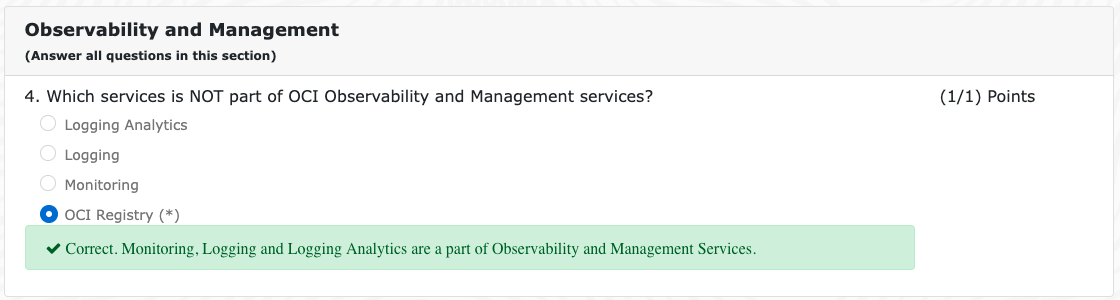 Observability and Management
(Answer all questions in this section)
4. Which services is NOT part of OCI Observability and Management services?
(1/1) Points
Logging Analytics
Logging
Monitoring
OCI Registry (*)
Correct. Monitoring, Logging and Logging Analytics are a part of Observability and Management Services.